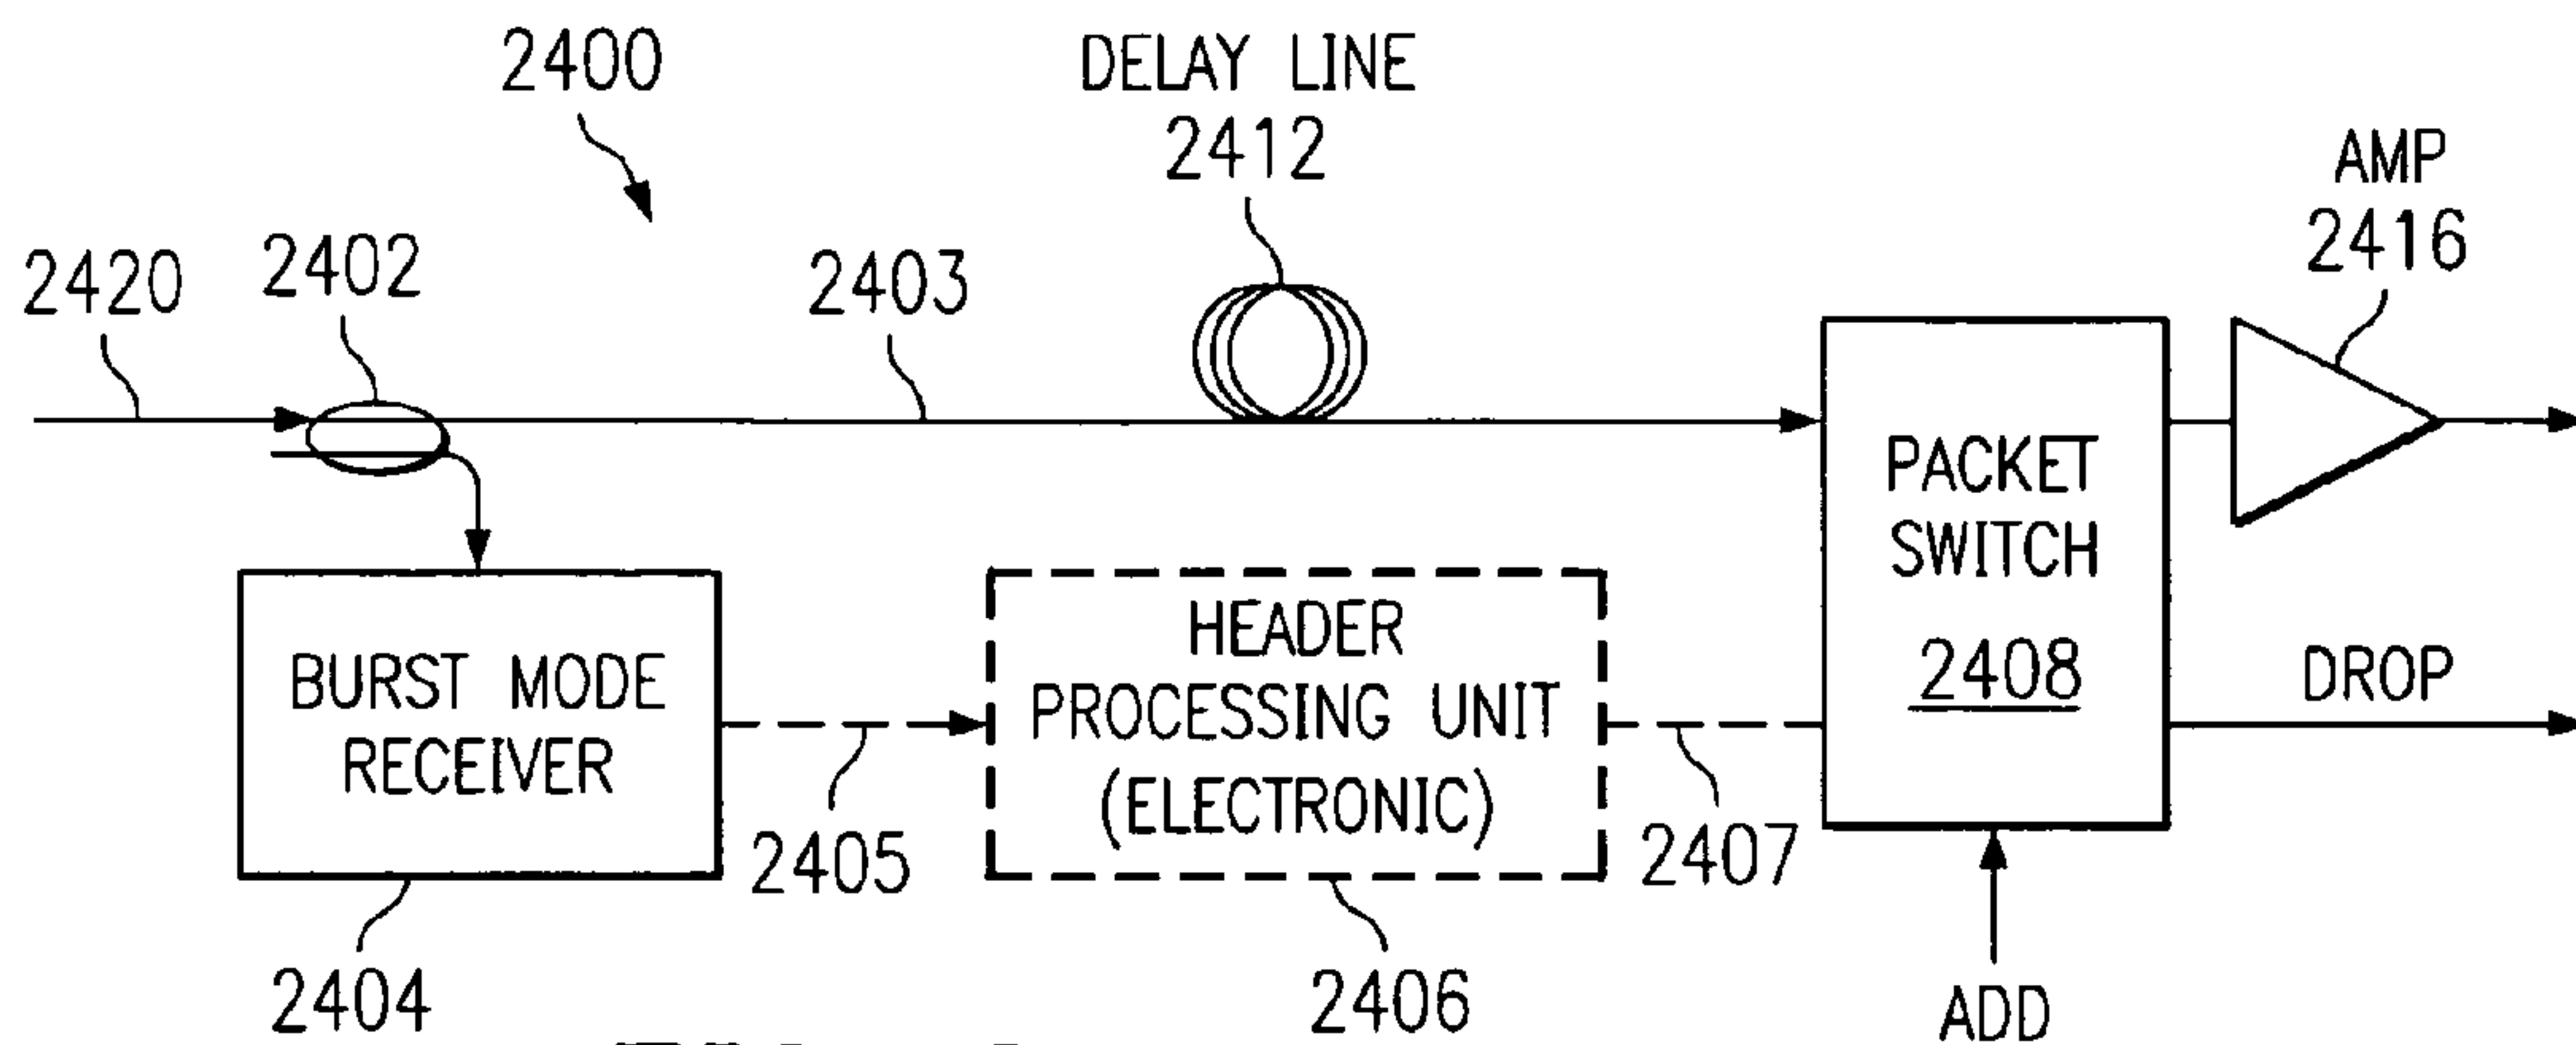 2400
DELAY LINE
2412
AMP
2416
2420
2402
2403
PACKET
SWITCH
2408
BURST MODE
RECEIVER
2404
2405
HEADER
PROCESSING UNIT
(ELECTRONIC)
2406
2407
DROP
ADD